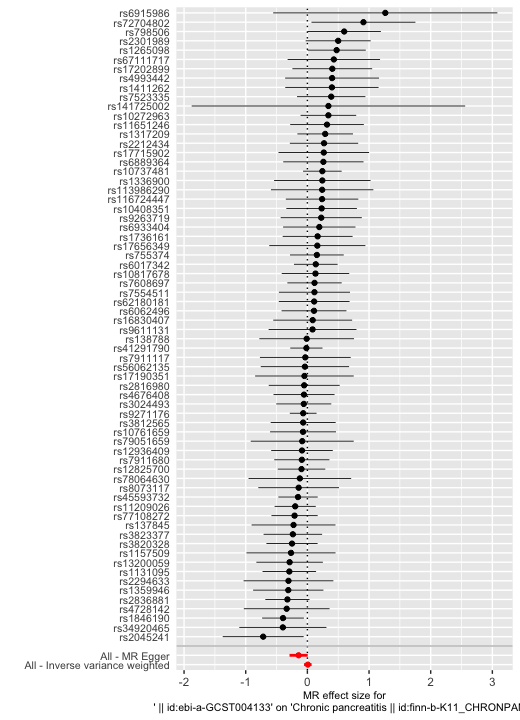 rs6915986
rs72704802
rs798506
rs2301989
rs1265098
rs67111717
rs17202899
rs4993442
rs1411262
rs7523335
rs141725002
rs10272963
rs11651246
rs1317209
rs2212434
rs17715902
rs6889364
rs10737481
rs1336900
rs113986290
rs116724447
rs10408351
rs9263719
rs6933404
rs1736161
rs17656349
rs755374
rs6017342
rs10817678
rs7608697
rs7554511
rs62180181
rs6062496
rs16830407
rs9611131
rs138788
rs41291790
rs7911117
rs56062135
rs17190351
rs2816980
rs4676408
rs3024493
rs9271176
rs3812565
rs10761659
rs79051659
rs12936409
rs7911680
rs12825700
rs78064630
rs8073117
rs45593732
rs11209026
rs77108272
rs137845
rs3823377
rs3820328
rs1157509
rs13200059
rs1131095
rs2294633
rs1359946
rs2836881
rs4728142
rs1846190
rs34920465
rs2045241
All - MR Egger
All - Inverse variance weighted
-2 -1 0 1 2 3
MR effect size for
' || id:ebi-a-GCST004133' on 'Chronic pancreatitis || id:finn-b-K11_CHRONPAI